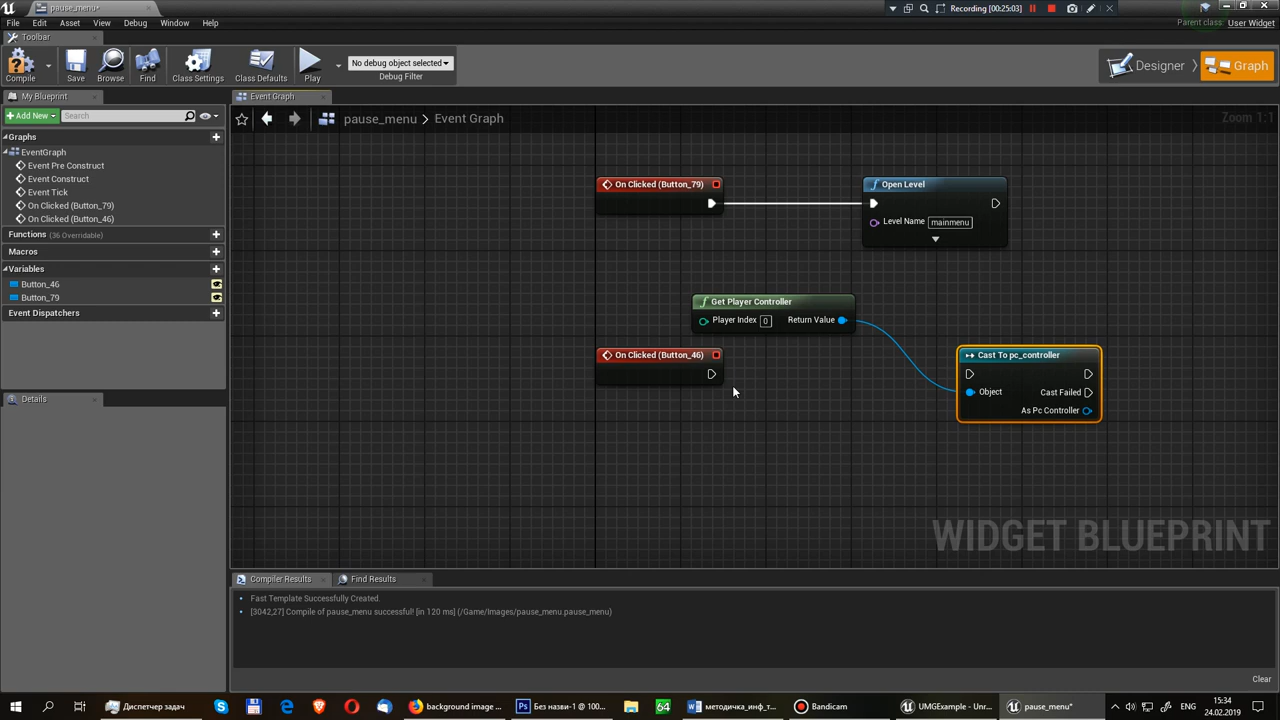 pause_menu*
Recording [00:25:03]
File Edit Asset View Debug Window Help
Parent class: User Widget
Toolbar
Compile
Save
Browse
Find
Class Settings
Class Defaults
Play
No debug object selected
Debug Filter
Designer
Graph
My Blueprint
Event Graph
+Add New
Search
pause_menu > Event Graph
Zoom 1:1
Graphs
EventGraph
Event Pre Construct
Event Construct
Event Tick
On Clicked (Button_79)
On Clicked (Button_46)
Functions (36 Overridable)
Macros
Variables
Button_46
Button_79
Event Dispatchers
Details
On Clicked (Button_79)
Open Level
Level Name mainmenu
Get Player Controller
Player Index 0 Return Value
On Clicked (Button_46)
Cast To pc_controller
Object Cast Failed
As Pc Controller
WIDGET BLUEPRINT
Compiler Results
Find Results
Fast Template Successfully Created.
[3042,27] Compile of pause_menu successful! [in 120 ms] (/Game/Images/pause_menu.pause_menu)
Clear
Диспетчер задач
background image ...
Без назви-1 @ 100...
64
методичка_инф_т...
Bandicam
UMGExample - Unr...
pause_menu*
ENG
15:34
24.02.2019